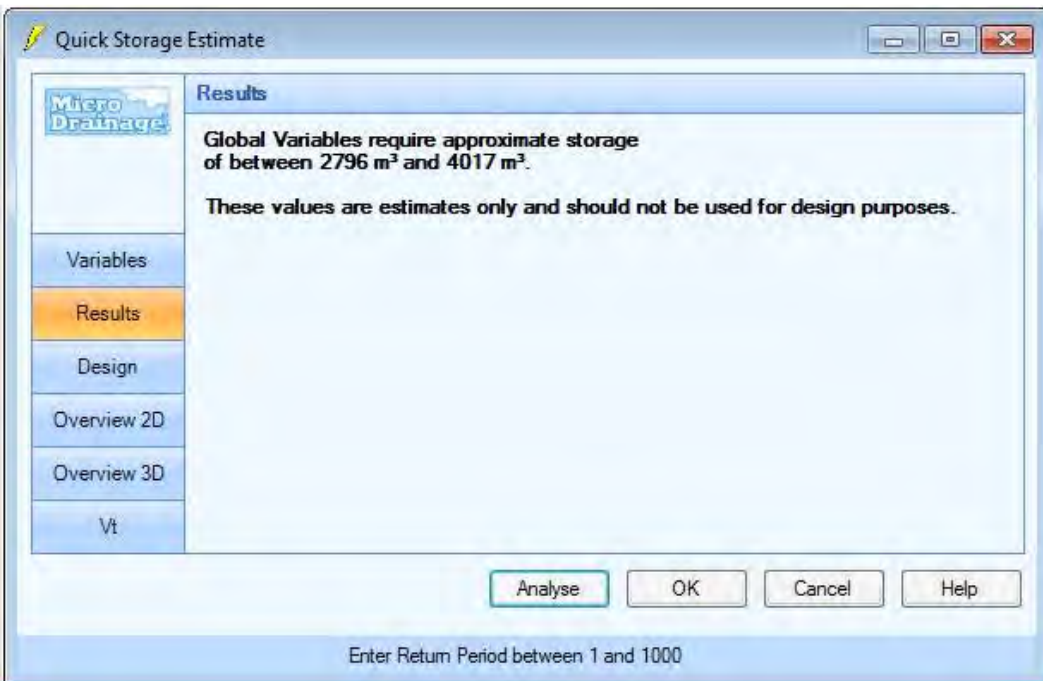 Quick Storage Estimate
Micro
Drainage
Results
Global Variables require approximate storage
of between 2796 m³ and 4017 m³.
These values are estimates only and should not be used for design purposes.
Variables
Results
Design
Overview 2D
Overview 3D
Vt
Analyse OK Cancel Help
Enter Return Period between 1 and 1000